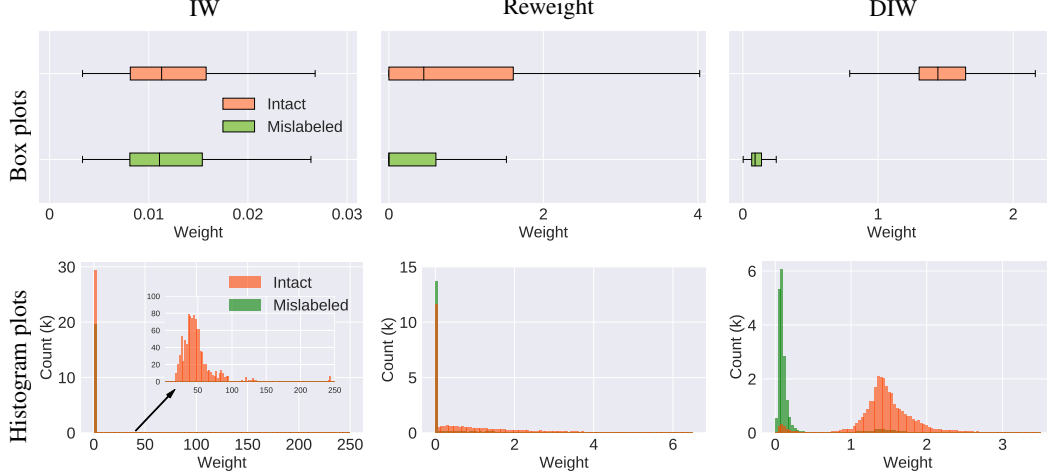 IW
Reweight
DIW
Box plots
Intact
Mislabeled
0
0.01
0.02
0.03
Weight
0
2
4
Weight
0
1
2
Weight
Histogram plots
Count (k)
30
20
10
0
Intact
Mislabeled
100
80
60
40
20
0
50
100
150
200
250
0
50
100
150
200
250
Weight
Count (k)
15
10
5
0
0
2
4
6
Weight
Count (k)
6
4
2
0
0
1
2
3
Weight